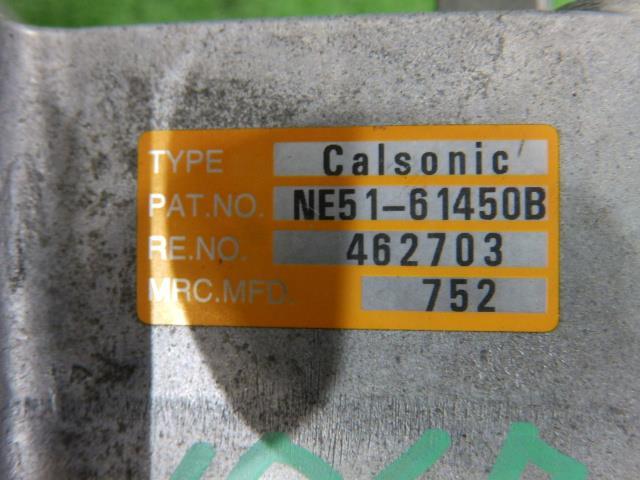 TYPE Calsonic
PAT.NO. NE51-61450B
RE.NO. 462703
MRC.MFD. 752